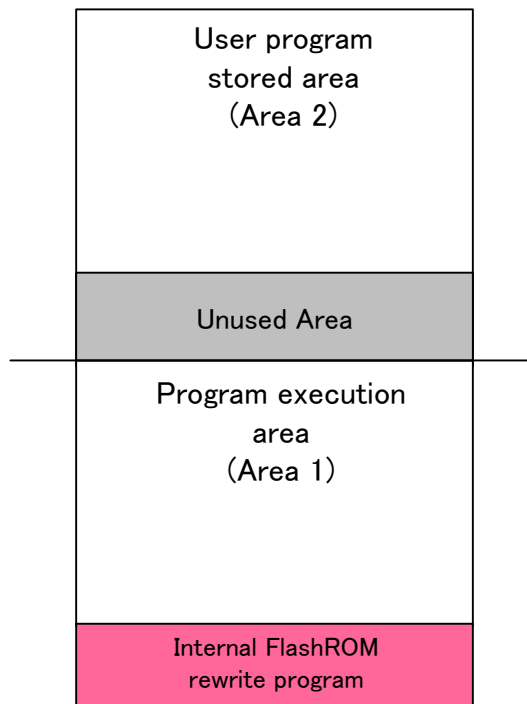 User program
stored area
(Area 2)
Unused Area
Program execution
area
(Area 1)
Internal FlashROM
rewrite program